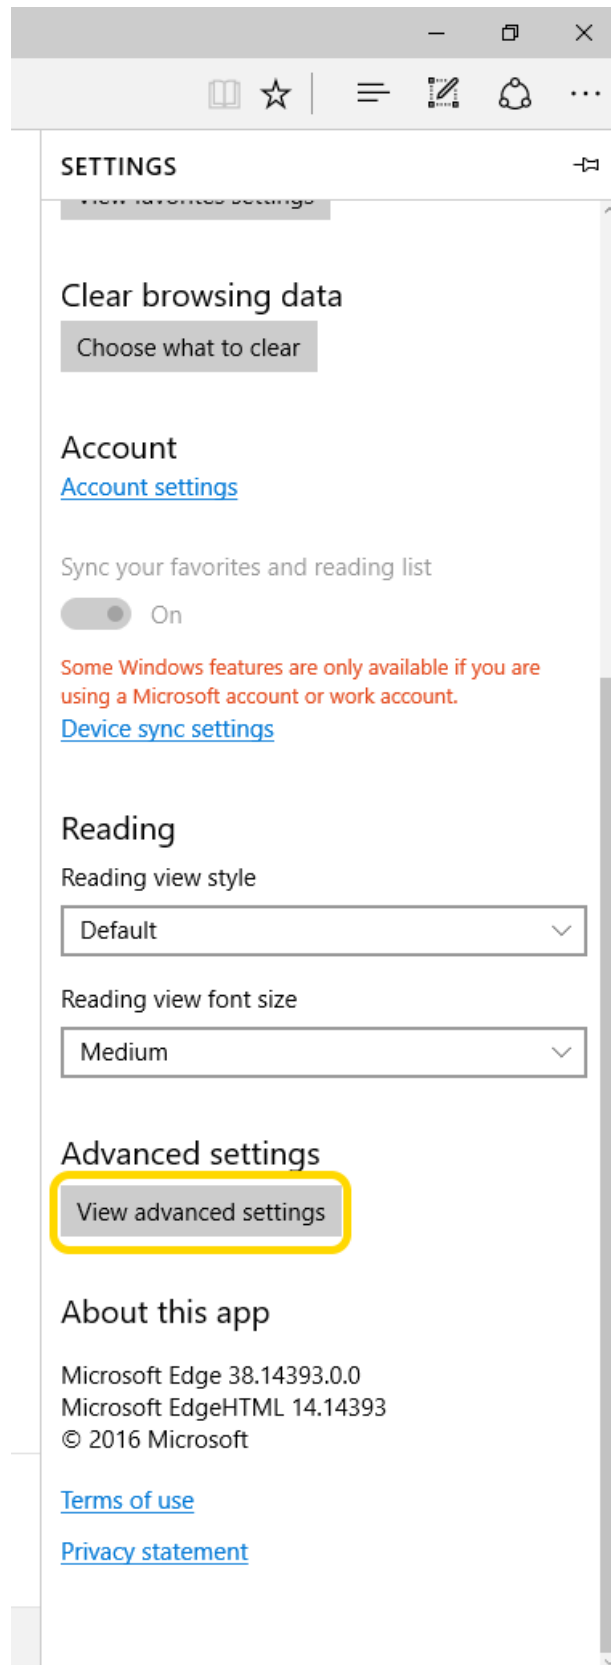 SETTINGS
View favorites settings
Clear browsing data
Choose what to clear
Account
Account settings
Sync your favorites and reading list
On
Some Windows features are only available if you are
using a Microsoft account or work account.
Device sync settings
Reading
Reading view style
Default
Reading view font size
Medium
Advanced settings
View advanced settings
About this app
Microsoft Edge 38.14393.0.0
Microsoft EdgeHTML 14.14393
© 2016 Microsoft
Terms of use
Privacy statement